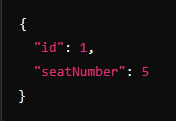 {
  "id": 1,
  "seatNumber": 5
}